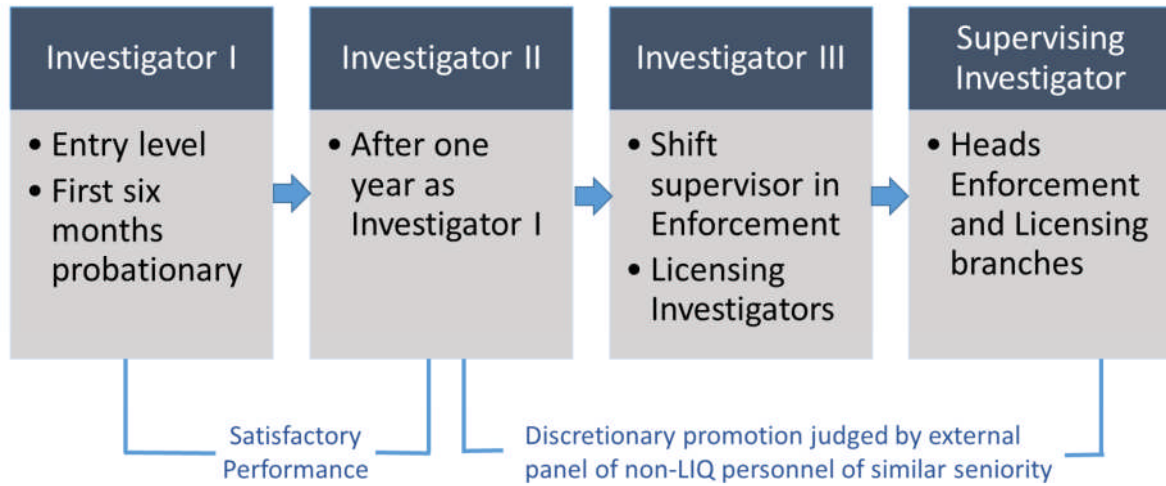 Investigator I
• Entry level
• First six
months
probationary
Investigator II
• After one
year as
Investigator I
Investigator III
• Shift
supervisor in
Enforcement
• Licensing
Investigators
Supervising
Investigator
• Heads
Enforcement
and Licensing
branches
Satisfactory
Performance
Discretionary promotion judged by external
panel of non-LIQ personnel of similar seniority